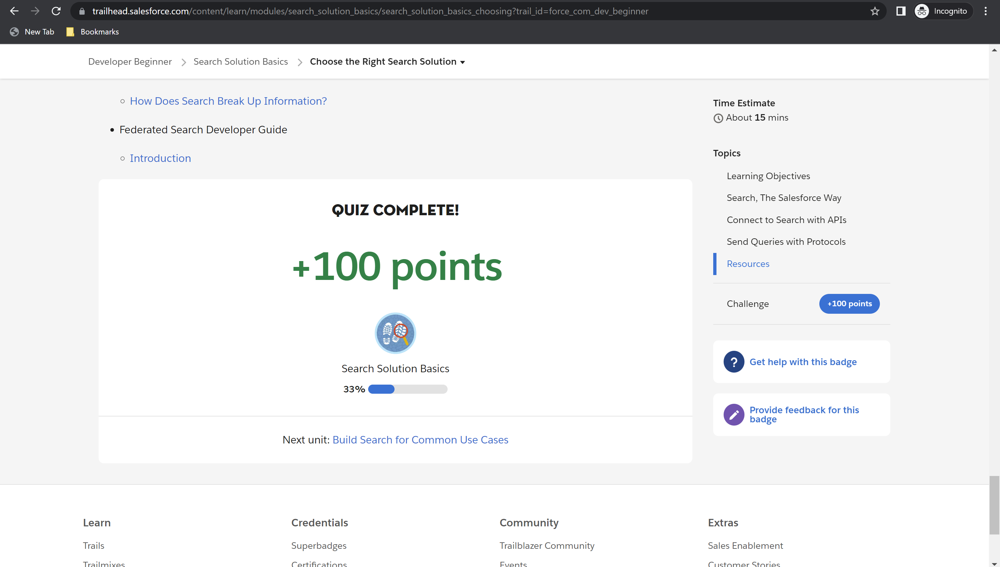 trailhead.salesforce.com/content/learn/modules/search_solution_basics/search_solution_basics_choosing?trail_id=force_com_dev_beginner
Incognito
New Tab
Bookmarks
Developer Beginner
Search Solution Basics
Choose the Right Search Solution
How Does Search Break Up Information?
Federated Search Developer Guide
Introduction
QUIZ COMPLETE!
+100 points
Search Solution Basics
33%
Next unit: Build Search for Common Use Cases
Time Estimate
About 15 mins
Topics
Learning Objectives
Search, The Salesforce Way
Connect to Search with APIs
Send Queries with Protocols
Resources
Challenge
+100 points
?
Get help with this badge
Provide feedback for this
badge
Learn
Trails
Trailmixes
Credentials
Superbadges
Certifications
Community
Trailblazer Community
Events
Extras
Sales Enablement
Customer Stories